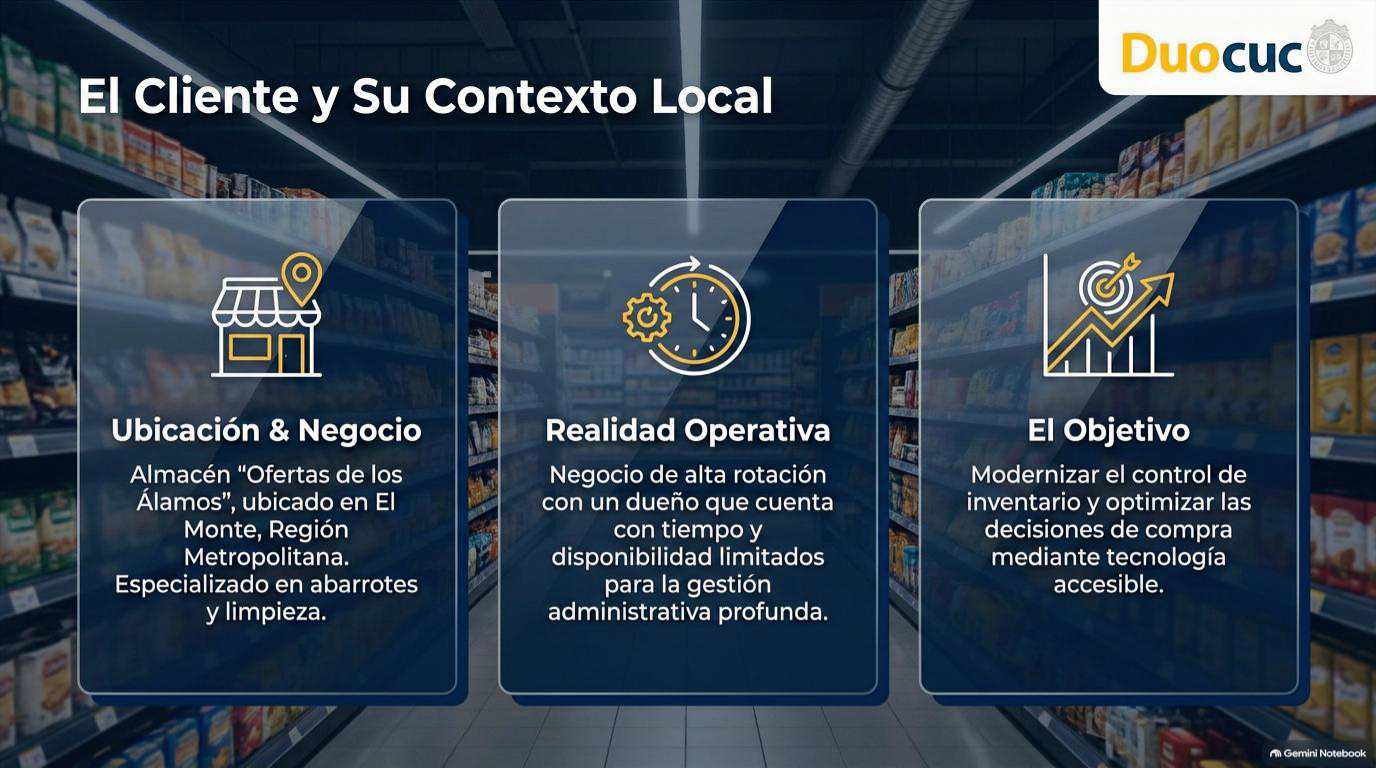 Duocuc
El Cliente y Su Contexto Local
Ubicación & Negocio
Almacén "Ofertas de los
Álamos", ubicado en El
Monte, Región
Metropolitana.
Especializado en abarrotes
y limpieza.
Realidad Operativa
Negocio de alta rotación
con un dueño que cuenta
con tiempo y
disponibilidad limitados
para la gestión
administrativa profunda.
El Objetivo
Modernizar el control de
inventario y optimizar las
decisiones de compra
mediante tecnología
accesible.
Gemini Notebook